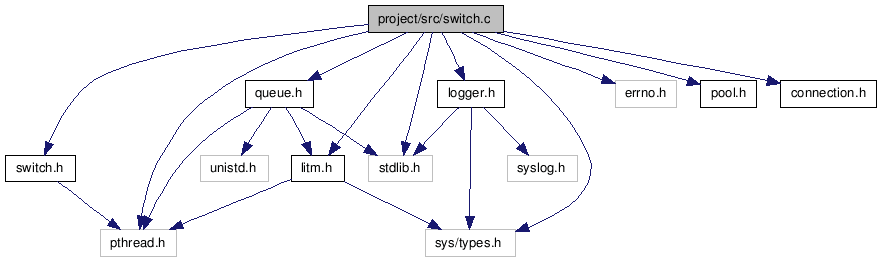 project/src/switch.c
queue.h
logger.h
errno.h
pool.h
connection.h
switch.h
unistd.h
litm.h
stdlib.h
syslog.h
pthread.h
sys/types.h